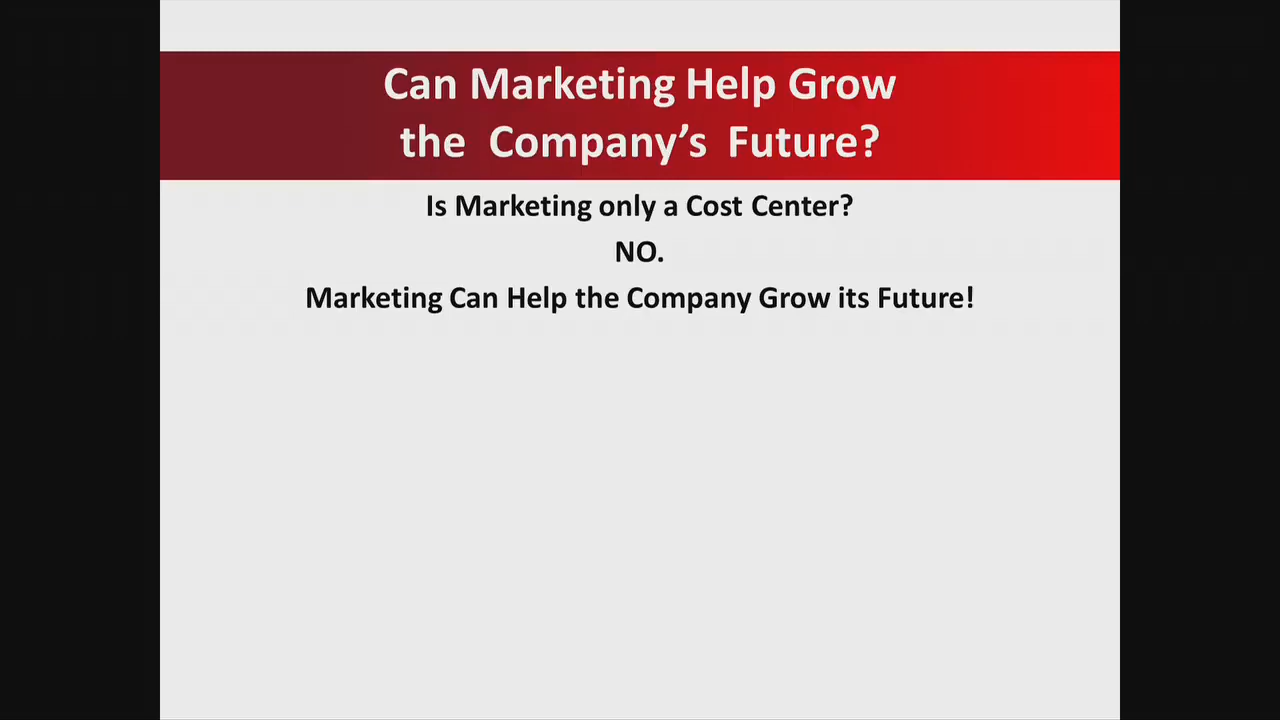 Can Marketing Help Grow
the Company’s Future?
Is Marketing only a Cost Center?
NO.
Marketing Can Help the Company Grow its Future!